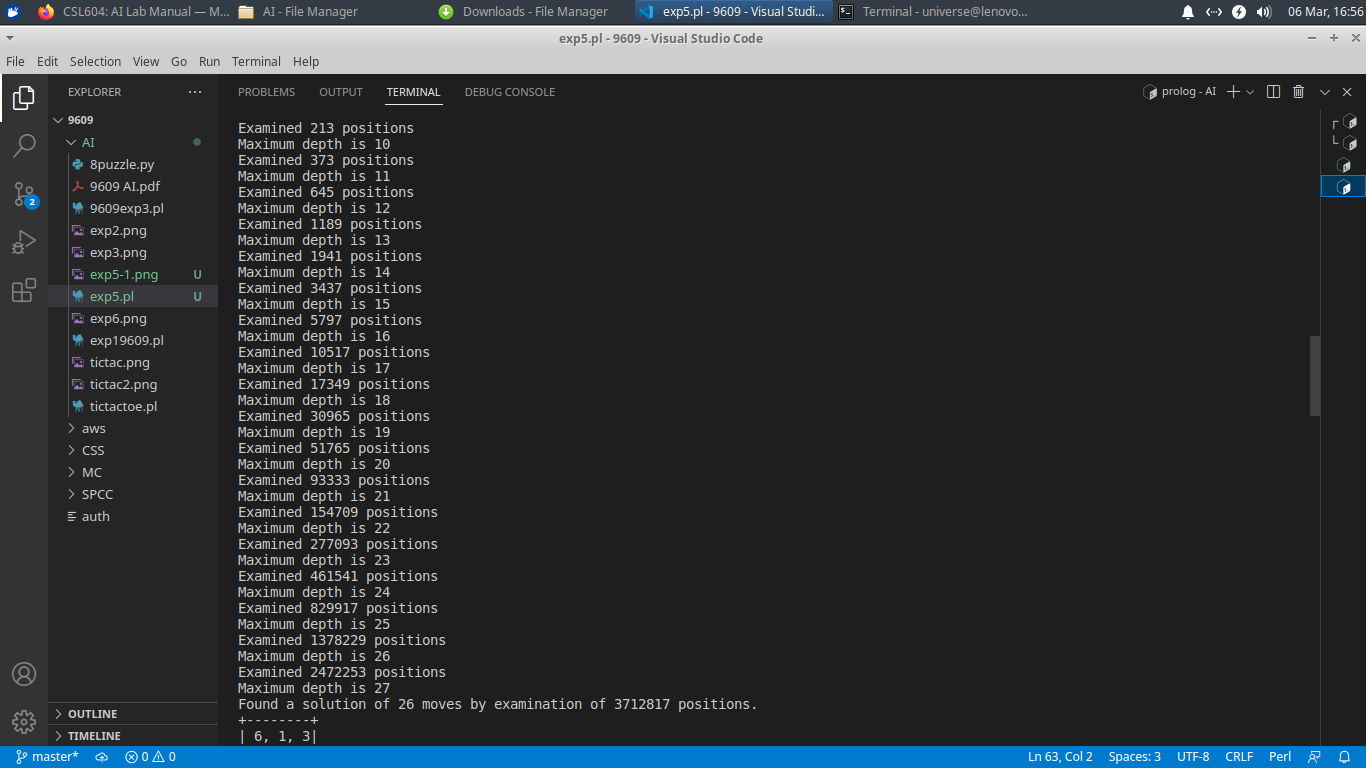 CSL604: AI Lab Manual — M...
AI - File Manager
Downloads - File Manager
exp5.pl - 9609 - Visual Studi...
Terminal - universe@lenovo...
06 Mar, 16:56
exp5.pl - 9609 - Visual Studio Code
File Edit Selection View Go Run Terminal Help
EXPLORER
9609
AI
8puzzle.py
9609 AI.pdf
9609exp3.pl
exp2.png
exp3.png
exp5-1.png U
exp5.pl U
exp6.png
exp19609.pl
tictac.png
tictac2.png
tictactoe.pl
aws
CSS
MC
SPCC
auth
OUTLINE
TIMELINE
2
PROBLEMS OUTPUT TERMINAL DEBUG CONSOLE
prolog - AI
Examined 213 positions
Maximum depth is 10
Examined 373 positions
Maximum depth is 11
Examined 645 positions
Maximum depth is 12
Examined 1189 positions
Maximum depth is 13
Examined 1941 positions
Maximum depth is 14
Examined 3437 positions
Maximum depth is 15
Examined 5797 positions
Maximum depth is 16
Examined 10517 positions
Maximum depth is 17
Examined 17349 positions
Maximum depth is 18
Examined 30965 positions
Maximum depth is 19
Examined 51765 positions
Maximum depth is 20
Examined 93333 positions
Maximum depth is 21
Examined 154709 positions
Maximum depth is 22
Examined 277093 positions
Maximum depth is 23
Examined 461541 positions
Maximum depth is 24
Examined 829917 positions
Maximum depth is 25
Examined 1378229 positions
Maximum depth is 26
Examined 2472253 positions
Maximum depth is 27
Found a solution of 26 moves by examination of 3712817 positions.
+--------+
| 6, 1, 3|
master* 0 0 Ln 63, Col 2 Spaces: 3 UTF-8 CRLF Perl